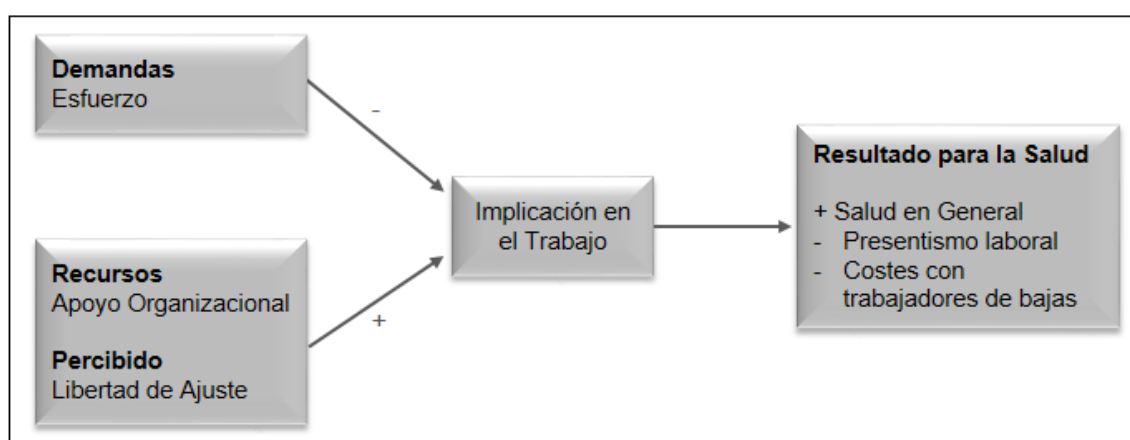 Demandas
Esfuerzo
-
Recursos
Apoyo Organizacional
Percibido
Libertad de Ajuste
+
Implicación en
el Trabajo
Resultado para la Salud
+ Salud en General
- Presentismo laboral
- Costes con
trabajadores de bajas